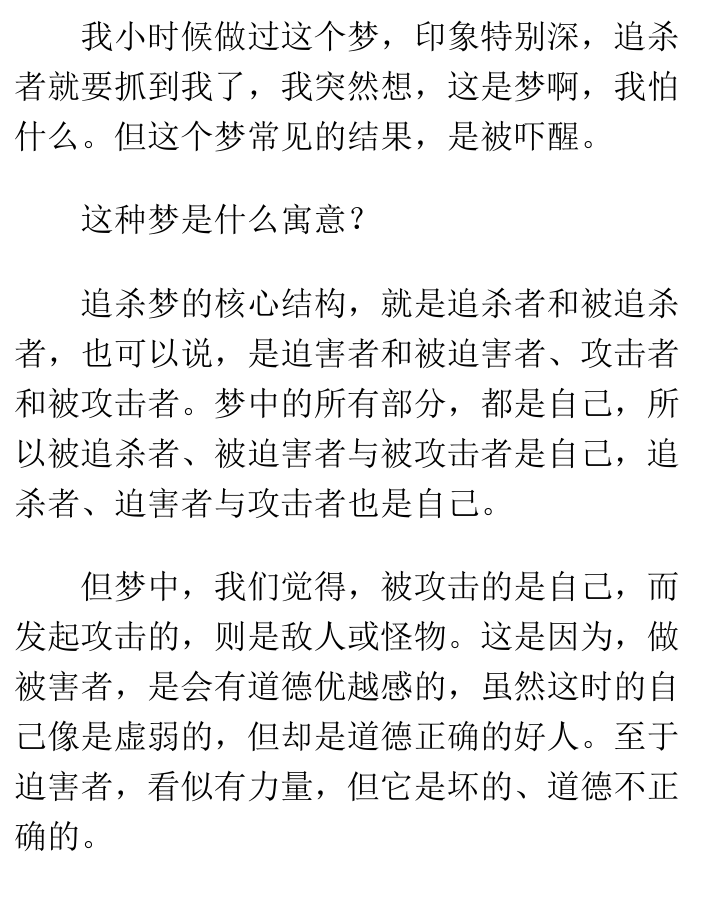 我小时候做过这个梦，印象特别深，追杀
者就要抓到我了，我突然想，这是梦啊，我怕
什么。但这个梦常见的结果，是被吓醒。
这种梦是什么寓意？
追杀梦的核心结构，就是追杀者和被追杀
者，也可以说，是迫害者和被迫害者、攻击者
和被攻击者。梦中的所有部分，都是自己，所
以被追杀者、被迫害者与被攻击者是自己，追
杀者、迫害者与攻击者也是自己。
但梦中，我们觉得，被攻击的是自己，而
发起攻击的，则是敌人或怪物。这是因为，做
被害者，是会有道德优越感的，虽然这时的自
己像是虚弱的，但却是道德正确的好人。至于
迫害者，看似有力量，但它是坏的、道德不正
确的。